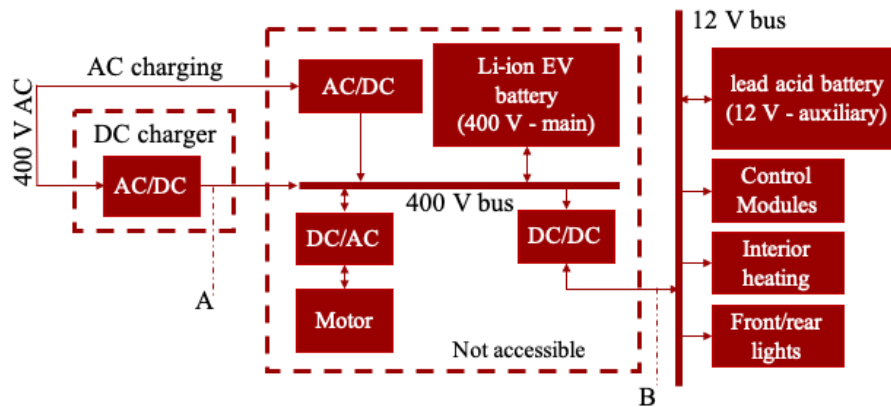 12 V bus
AC charging
AC/DC
Li-ion EV
battery
(400 V - main)
lead acid battery
(12 V - auxiliary)
400 V AC
DC charger
AC/DC
400 V bus
Control
Modules
DC/AC
DC/DC
Interior
heating
A
Motor
Not accessible
Front/rear
lights
B